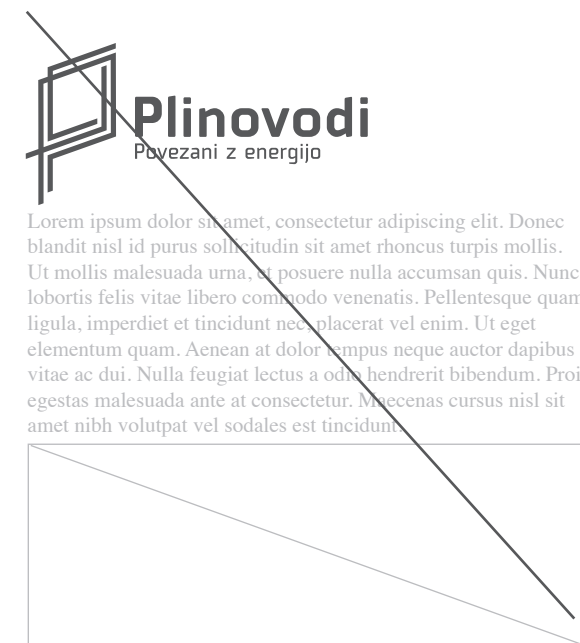 Plinovodi
Povezani z energijo
Lorem ipsum dolor sit amet, consectetur adipiscing elit. Donec
blandit nisl id purus sollicitudin sit amet rhoncus turpis mollis.
Ut mollis malesuada urna, et posuere nulla accumsan quis. Nunc
lobortis felis vitae libero commodo venenatis. Pellentesque quam
ligula, imperdiet et tincidunt nec, placerat vel enim. Ut eget
elementum quam. Aenean at dolor tempus neque auctor dapibus
vitae ac dui. Nulla feugiat lectus a odio hendrerit bibendum. Proi
egestas malesuada ante at consectetur. Maecenas cursus nisl sit
amet nibh volutpat vel sodales est tincidunt.